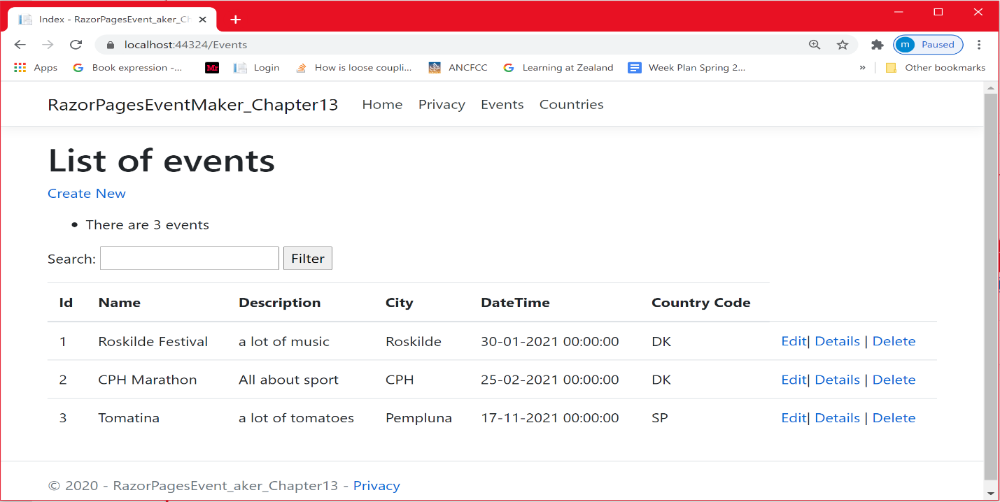 Index - RazorPagesEvent_aker_Ch
localhost:44324/Events
m Paused
Apps Book expression -... Mr Login How is loose coupli... ANCFCC Learning at Zealand Week Plan Spring 2... » Other bookmarks
RazorPagesEventMaker_Chapter13 Home Privacy Events Countries
List of events
Create New
• There are 3 events
Search: Filter
Id Name Description City DateTime Country Code
1 Roskilde Festival a lot of music Roskilde 30-01-2021 00:00:00 DK Edit| Details | Delete
2 CPH Marathon All about sport CPH 25-02-2021 00:00:00 DK Edit| Details | Delete
3 Tomatina a lot of tomatoes Pempluna 17-11-2021 00:00:00 SP Edit| Details | Delete
© 2020 - RazorPagesEvent_aker_Chapter13 - Privacy